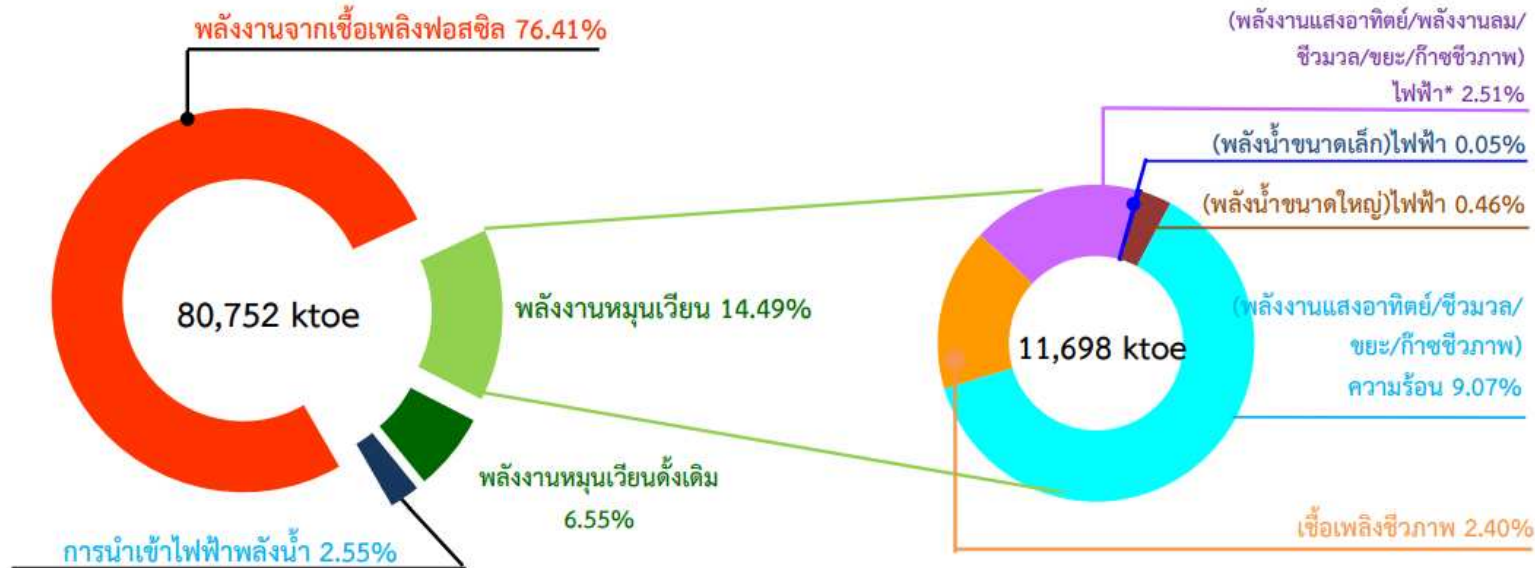 พลังงานจากเชื้อเพลิงฟอสซิล 76.41%
80,752 ktoe
พลังงานหมุนเวียน 14.49%
พลังงานหมุนเวียนดั้งเดิม
6.55%
การนำเข้าไฟฟ้าพลังน้ำ 2.55%
(พลังงานแสงอาทิตย์/พลังงานลม/
ชีวมวล/ขยะ/ก๊าซชีวภาพ)
ไฟฟ้า* 2.51%
(พลังน้ำขนาดเล็ก)ไฟฟ้า 0.05%
(พลังน้ำขนาดใหญ่)ไฟฟ้า 0.46%
11,698 ktoe
(พลังงานแสงอาทิตย์/ชีวมวล/
ขยะ/ก๊าซชีวภาพ)
ความร้อน 9.07%
เชื้อเพลิงชีวภาพ 2.40%